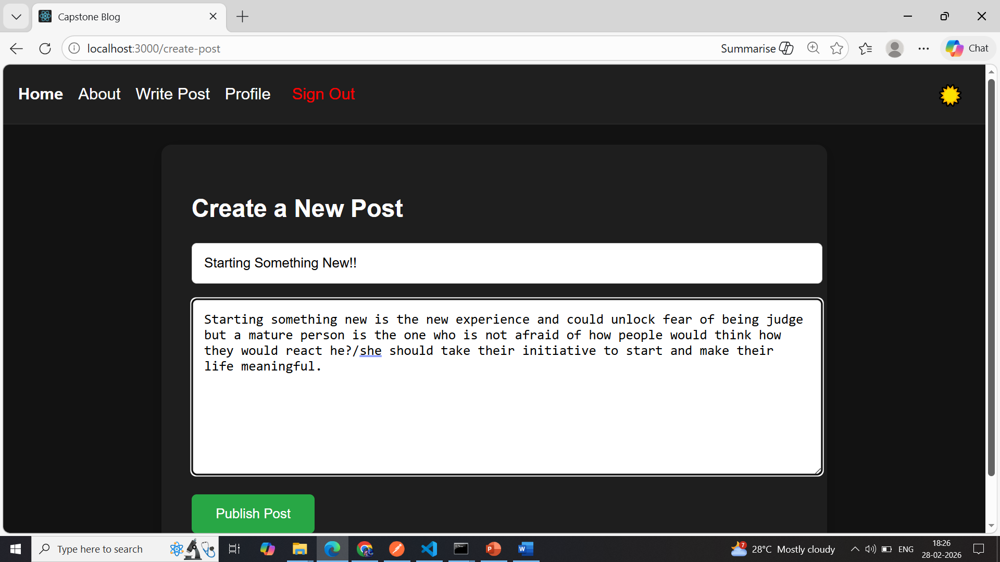 Capstone Blog
localhost:3000/create-post
Summarise
Chat
Home About Write Post Profile Sign Out
Create a New Post
Starting Something New!!
Starting something new is the new experience and could unlock fear of being judge
but a mature person is the one who is not afraid of how people would think how
they would react he?/she should take their initiative to start and make their
life meaningful.
Publish Post
Type here to search
7
28°C Mostly cloudy
ENG
18:26
28-02-2026